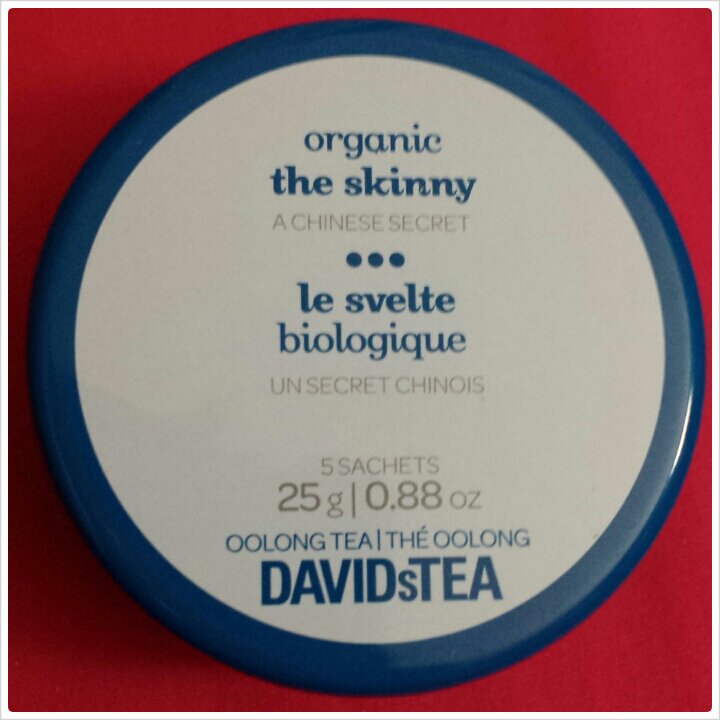 organic
the skinny
A CHINESE SECRET
le svelte
biologique
UN SECRET CHINOIS
5 SACHETS
25 g | 0.88 oz
OOLONG TEA | THÉ OOLONG
DAVIDsTEA